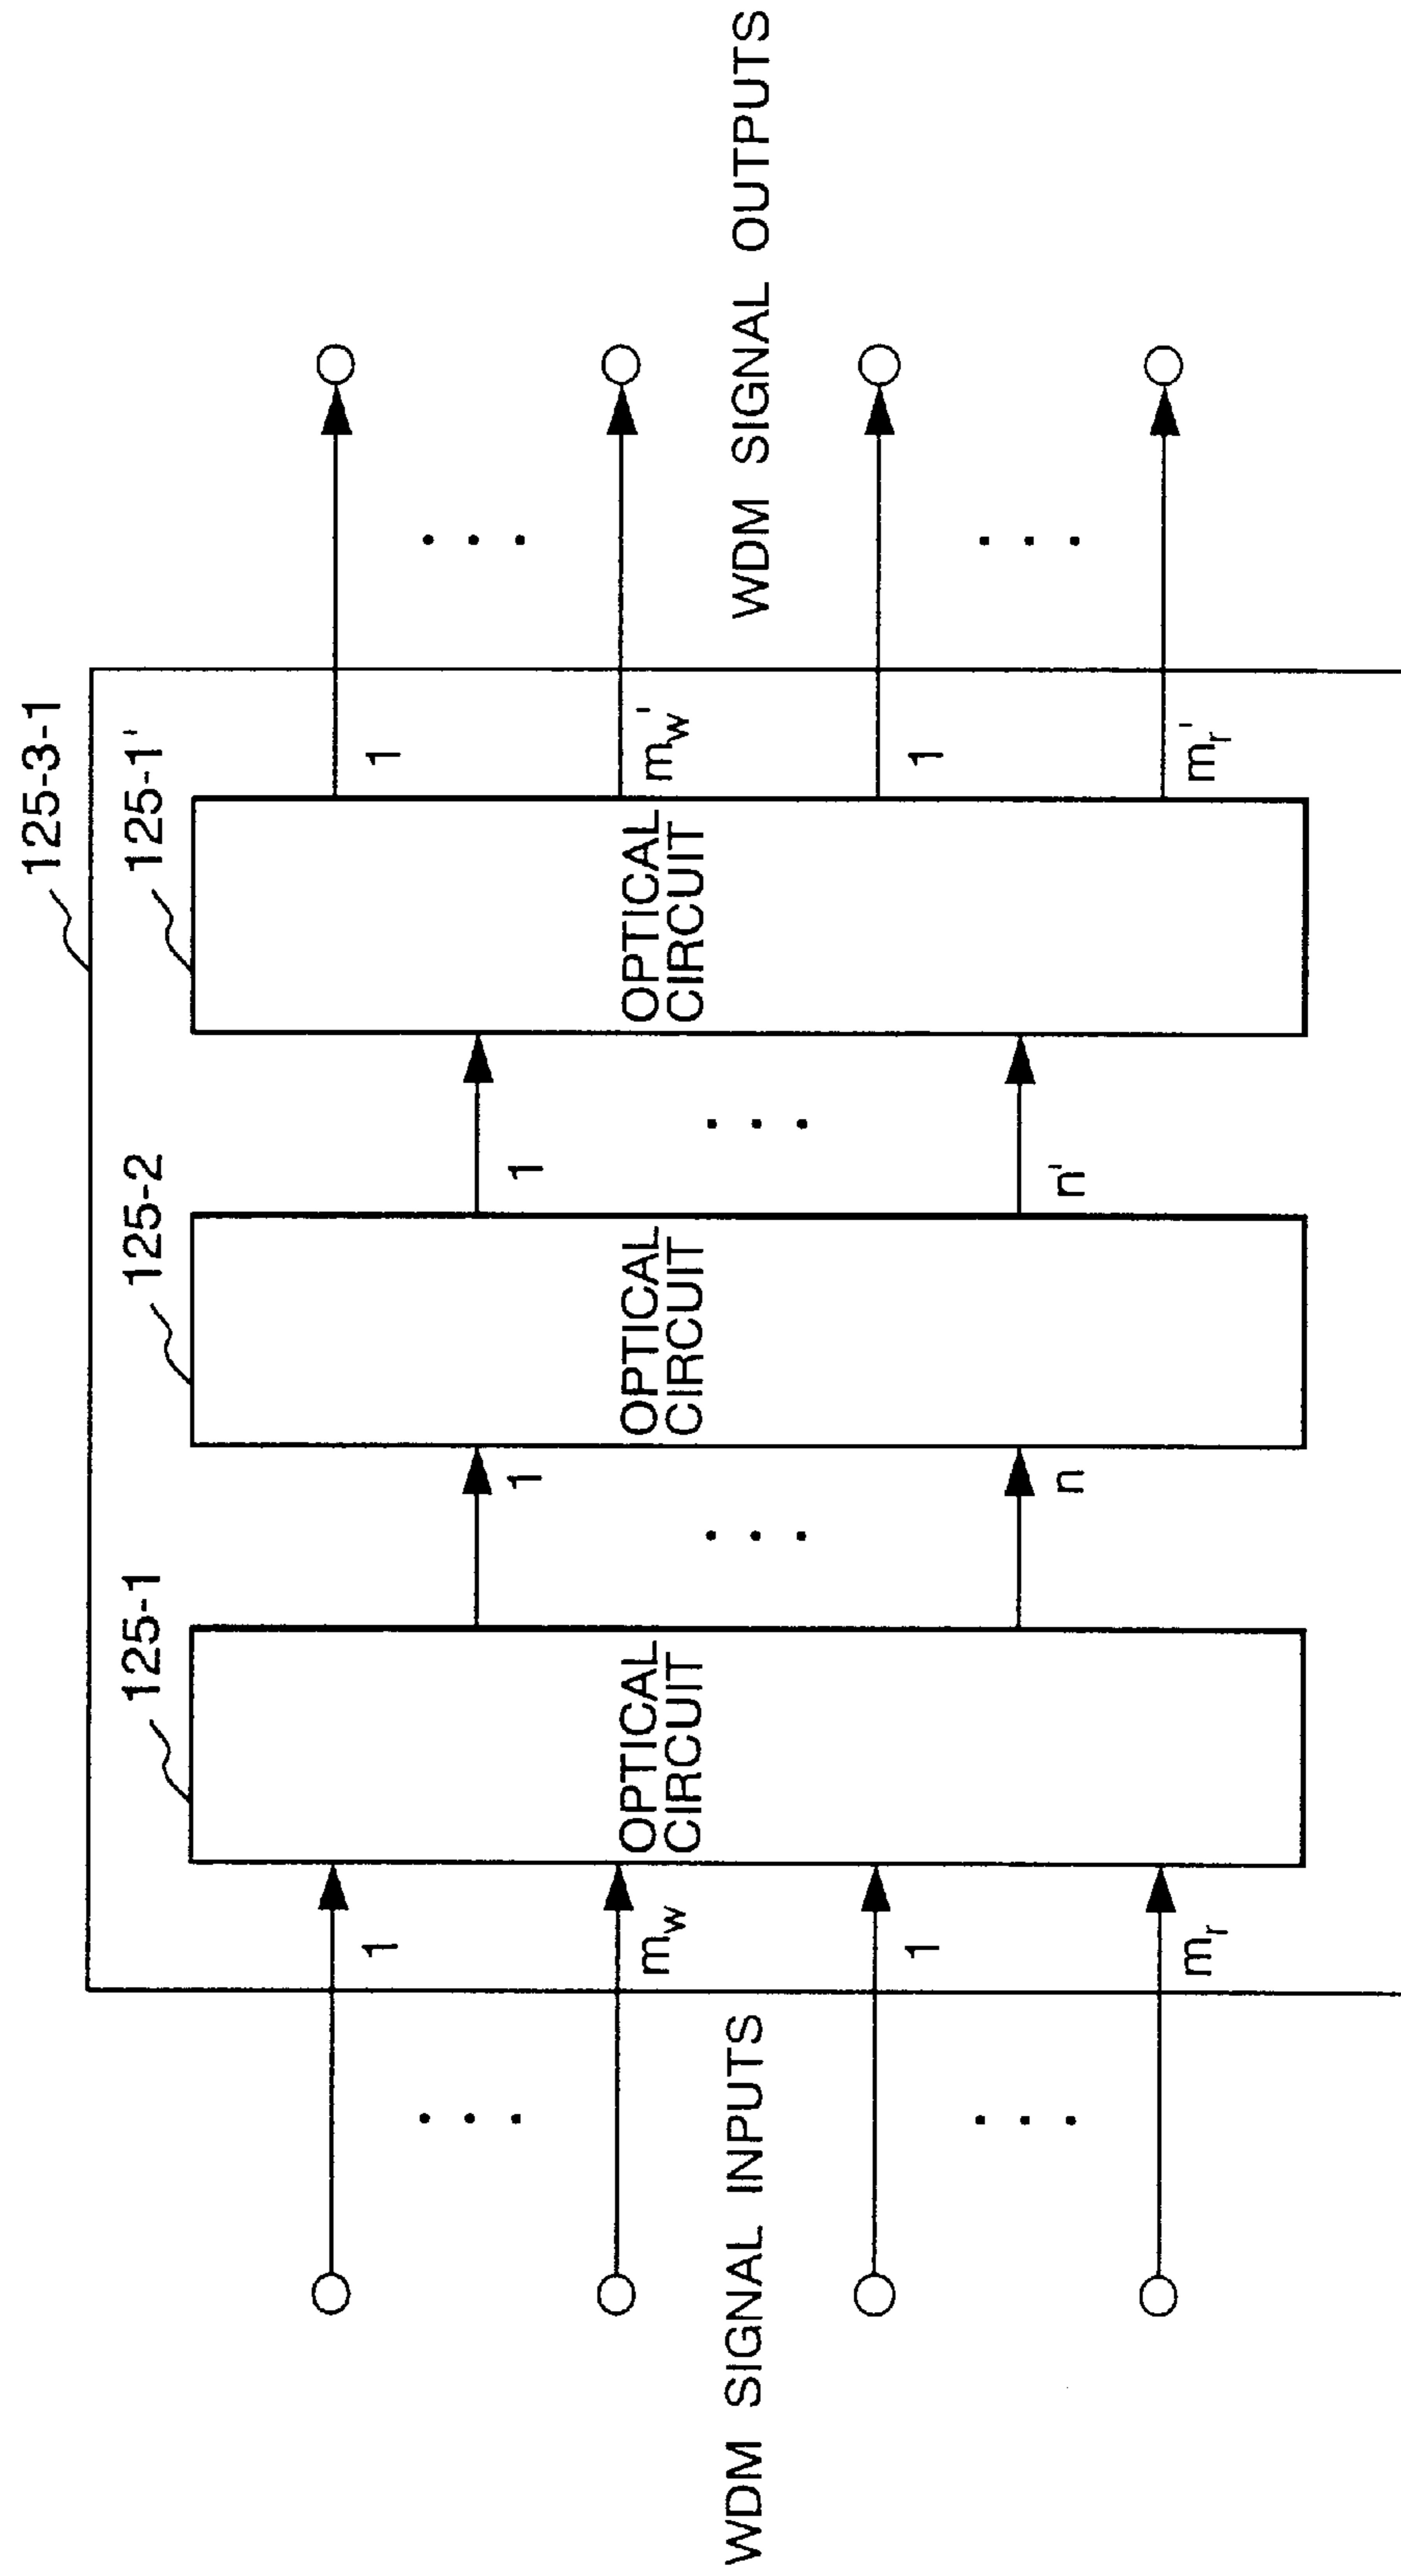 125-3-1
125-1
125-2
125-1'
WDM SIGNAL INPUTS
1
m_w
1
m_r
OPTICAL
CIRCUIT
1
n
OPTICAL
CIRCUIT
1
n'
OPTICAL
CIRCUIT
1
m_w'
1
m_r'
WDM SIGNAL OUTPUTS